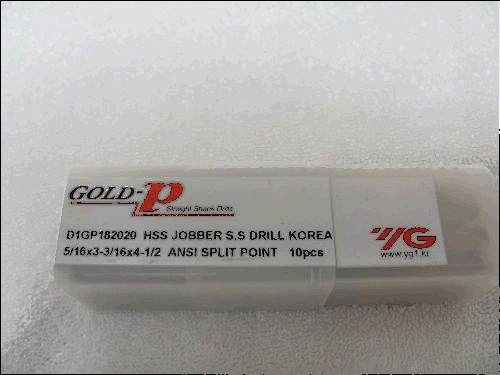 GOLD-P
Straight Shank Drills
D1GP182020 HSS JOBBER S.S DRILL KOREA
5/16x3-3/16x4-1/2 ANSI SPLIT POINT 10pcs
YG
www.yg1.kr